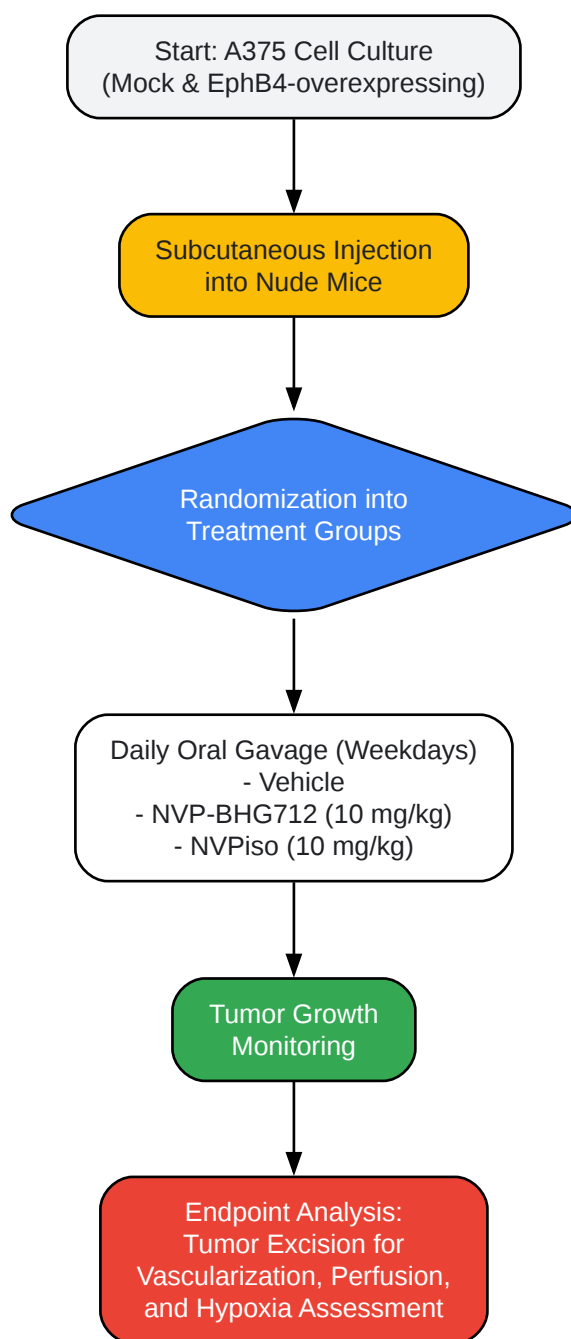 Start: A375 Cell Culture
(Mock & EphB4-overexpressing)
Subcutaneous Injection
into Nude Mice
Randomization into
Treatment Groups
Daily Oral Gavage (Weekdays)
- Vehicle
- NVP-BHG712 (10 mg/kg)
- NVPiso (10 mg/kg)
Tumor Growth
Monitoring
Endpoint Analysis:
Tumor Excision for
Vascularization, Perfusion,
and Hypoxia Assessment